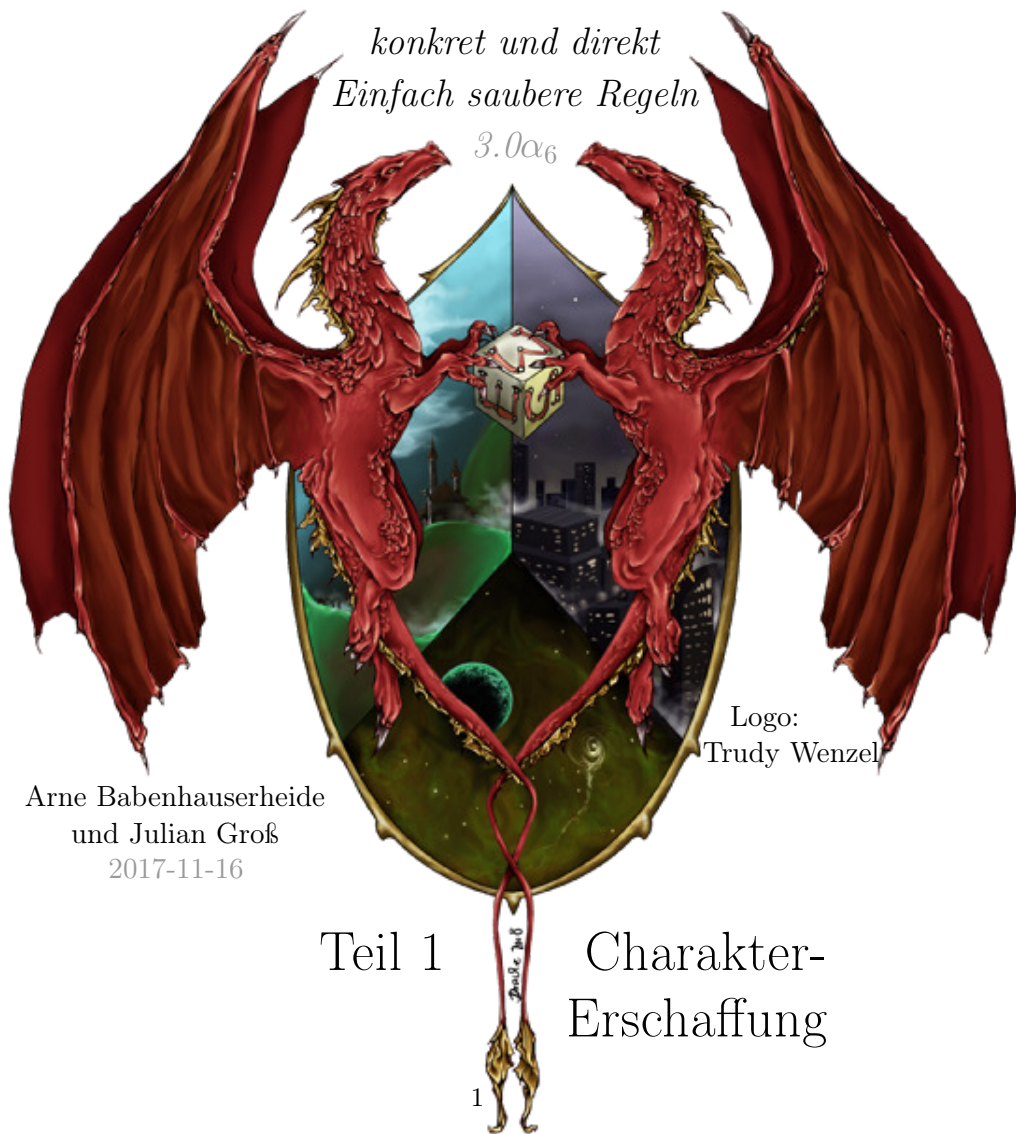 konkret und direkt
Einfach saubere Regeln
3.0α₆
Logo:
Trudy Wenzel
Arne Babenhauserheide
und Julian Groß
2017-11-16
Teil 1
Charakter-
Erschaffung
1